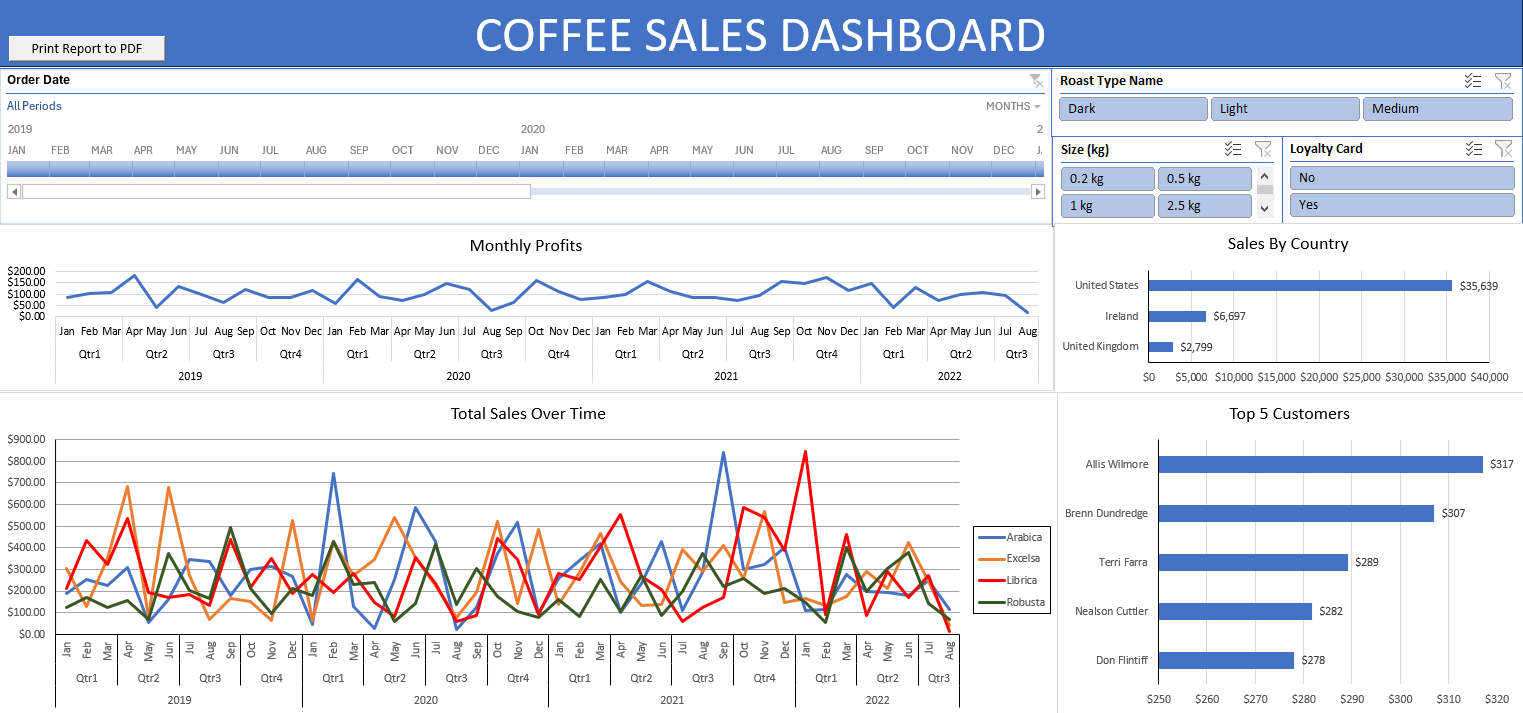 COFFEE SALES DASHBOARD
Print Report to PDF
Order Date
All Periods
MONTHS
2019 2020 2
JAN FEB MAR APR MAY JUN JUL AUG SEP OCT NOV DEC JAN FEB MAR APR MAY JUN JUL AUG SEP OCT NOV DEC J.
Roast Type Name
Dark Light Medium
Size (kg)
0.2 kg 0.5 kg
1 kg 2.5 kg
Loyalty Card
No
Yes
Monthly Profits
$200.00
$150.00
$100.00
$50.00
$0.00
Jan Feb Mar Apr May Jun Jul Aug Sep Oct Nov Dec Jan Feb Mar Apr May Jun Jul Aug Sep Oct Nov Dec Jan Feb Mar Apr May Jun Jul Aug Sep Oct Nov Dec Jan Feb Mar Apr May Jun Jul Aug
Qtr1 Qtr2 Qtr3 Qtr4 Qtr1 Qtr2 Qtr3 Qtr4 Qtr1 Qtr2 Qtr3 Qtr4 Qtr1 Qtr2 Qtr3
2019 2020 2021 2022
Sales By Country
United States $35,639
Ireland $6,697
United Kingdom $2,799
$0 $5,000 $10,000 $15,000 $20,000 $25,000 $30,000 $35,000 $40,000
Total Sales Over Time
$900.00
$800.00
$700.00
$600.00
$500.00
$400.00
$300.00
$200.00
$100.00
$0.00
Jan Feb Mar Apr May Jun Jul Aug Sep Oct Nov Dec Jan Feb Mar Apr May Jun Jul Aug Sep Oct Nov Dec Jan Feb Mar Apr May Jun Jul Aug Sep Oct Nov Dec Jan Feb Mar Apr May Jun Jul Aug
Qtr1 Qtr2 Qtr3 Qtr4 Qtr1 Qtr2 Qtr3 Qtr4 Qtr1 Qtr2 Qtr3 Qtr4 Qtr1 Qtr2 Qtr3
2019 2020 2021 2022
Arabica
Excelsa
Librica
Robusta
Top 5 Customers
Allis Wilmore $317
Brenn Dundredge $307
Terri Farra $289
Nealson Cuttler $282
Don Flintiff $278
$250 $260 $270 $280 $290 $300 $310 $320